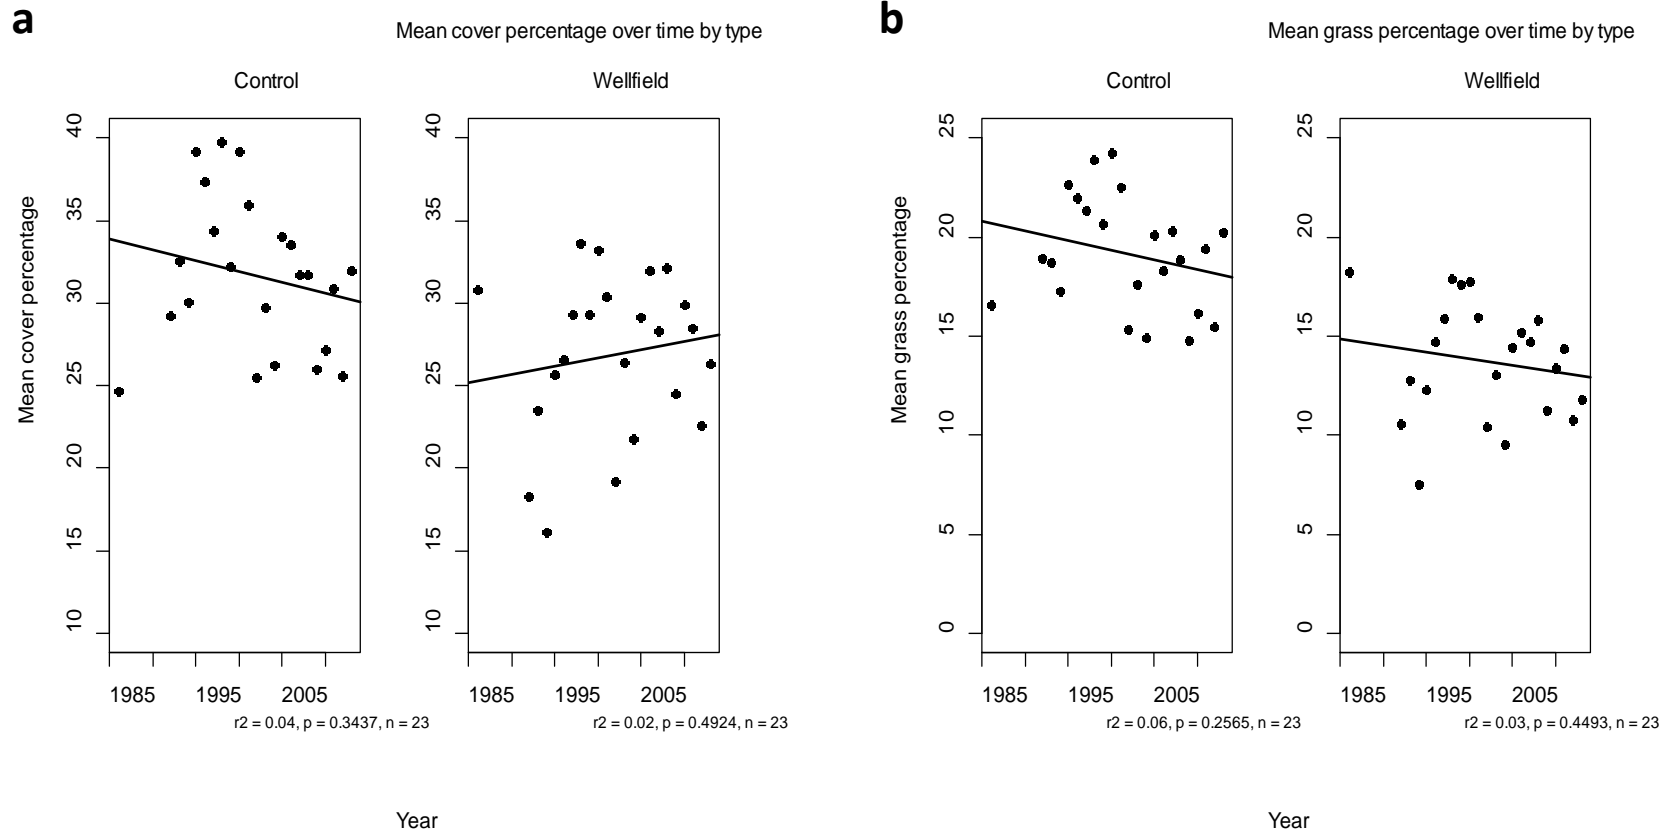 a
Mean cover percentage over time by type
Control
Wellfield
Mean cover percentage
40
35
30
25
20
15
10
40
35
30
25
20
15
10
1985 1995 2005
1985 1995 2005
r2 = 0.04, p = 0.3437, n = 23
r2 = 0.02, p = 0.4924, n = 23
Year
b
Mean grass percentage over time by type
Control
Wellfield
Mean grass percentage
25
20
15
10
5
0
25
20
15
10
5
0
1985 1995 2005
1985 1995 2005
r2 = 0.06, p = 0.2565, n = 23
r2 = 0.03, p = 0.4493, n = 23
Year